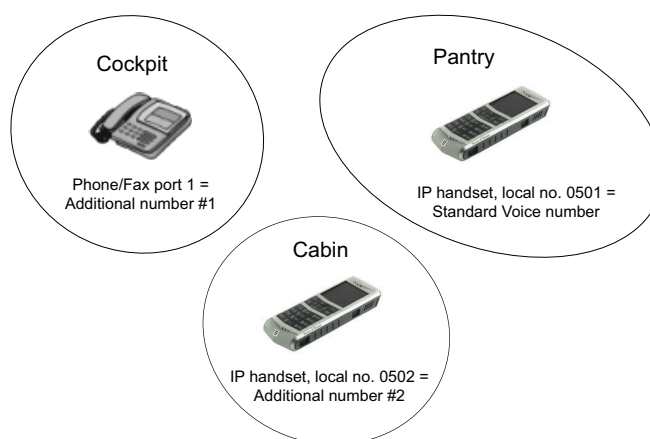 Cockpit
Phone/Fax port 1 =
Additional number #1
Pantry
IP handset, local no. 0501 =
Standard Voice number
Cabin
IP handset, local no. 0502 =
Additional number #2